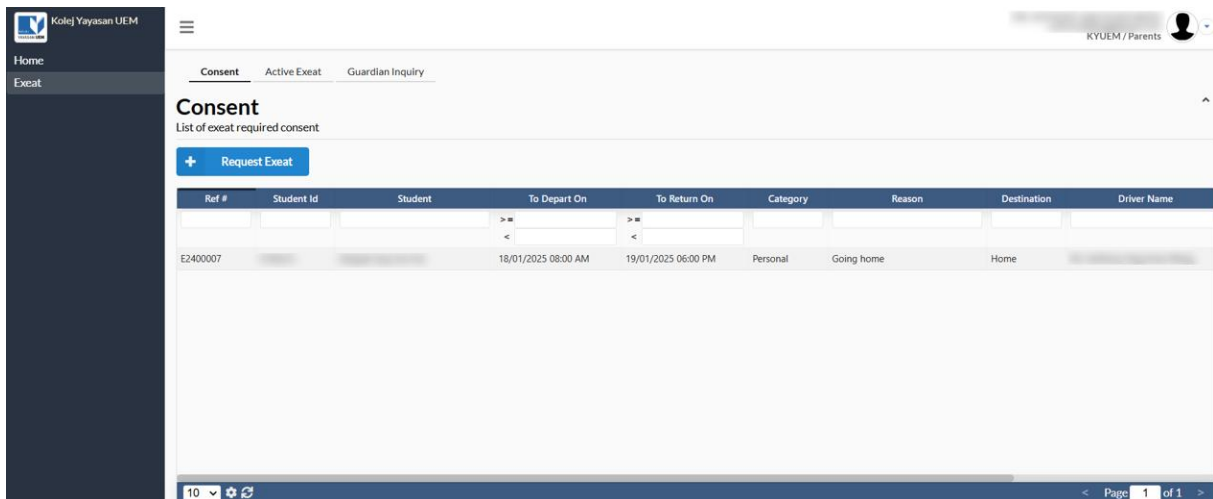 Kolej Yayasan UEM
KYUEM / Parents
Home
Exeat
Consent Active Exeat Guardian Inquiry
Consent
List of exeat required consent
+ Request Exeat
Ref # Student Id Student To Depart On To Return On Category Reason Destination Driver Name
>= >=
< <
E2400007 18/01/2025 08:00 AM 19/01/2025 06:00 PM Personal Going home Home
10 < Page 1 of 1 >